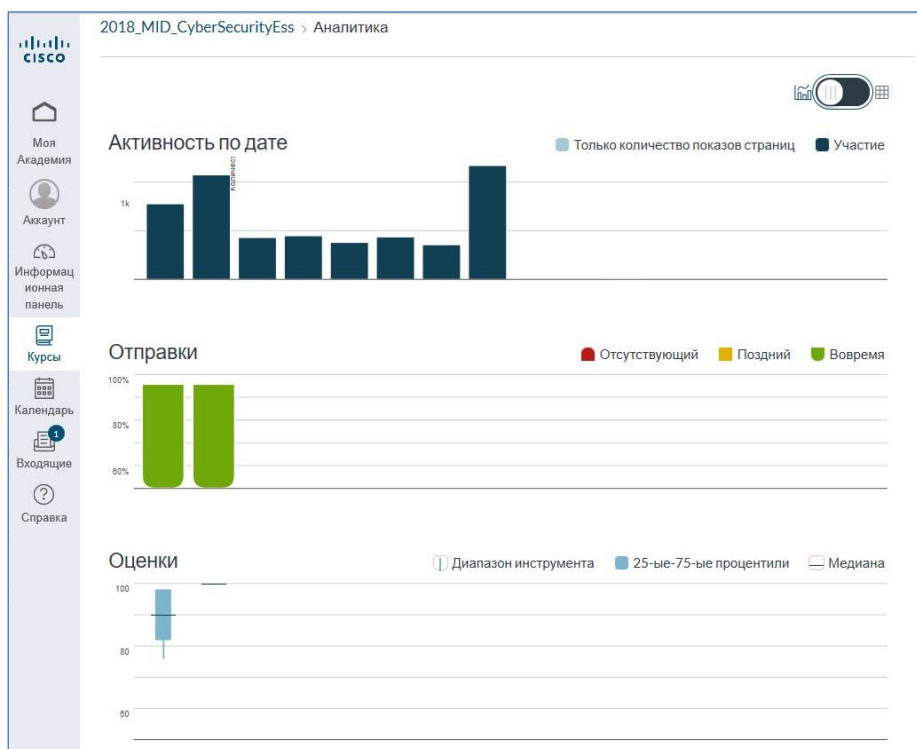 2018_MID_CyberSecurityEss > Аналитика
CISCO
Моя
Академия
Аккаунт
Информац
ионная
панель
Курсы
Календарь
1
Входящие
Справка
Активность по дате
Только количество показов страниц
Участие
Количест
1k
Отправки
Отсутствующий
Поздний
Вовремя
100%
80%
60%
Оценки
Диапазон инструмента
25-ые-75-ые процентили
Медиана
100
80
60